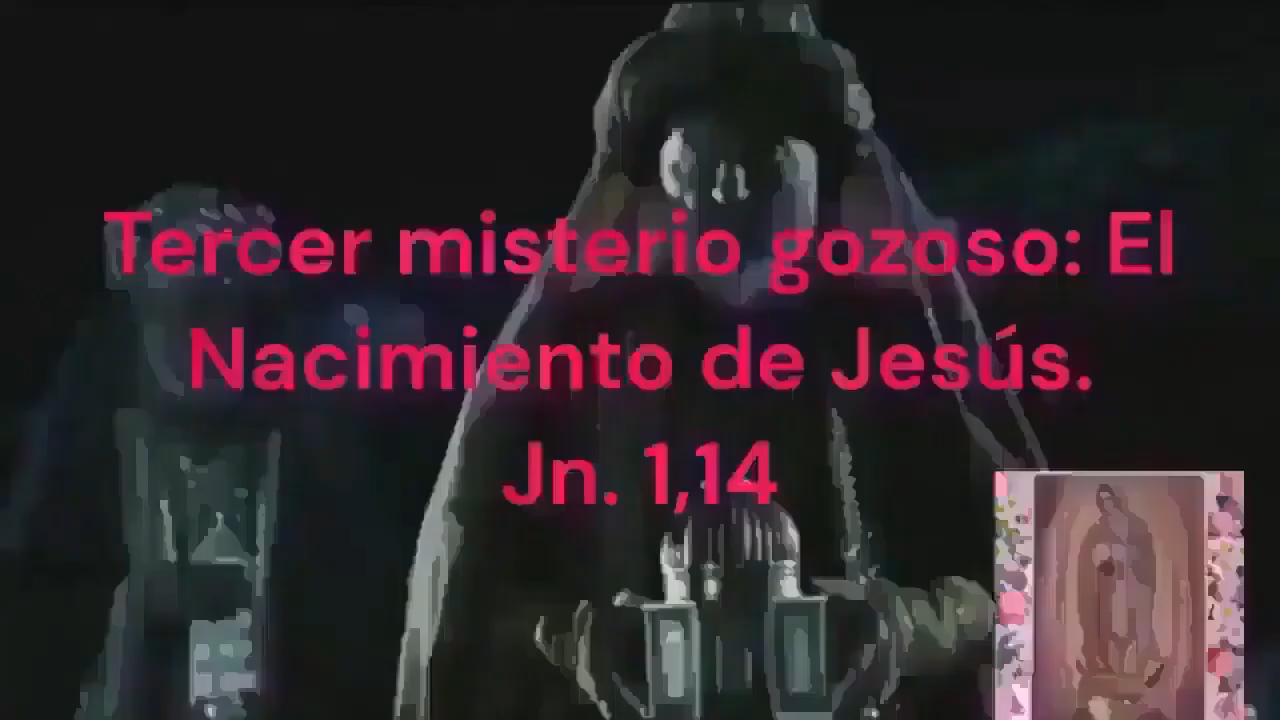 Tercer misterio gozoso: El
Nacimiento de Jesús.
Jn. 1,14